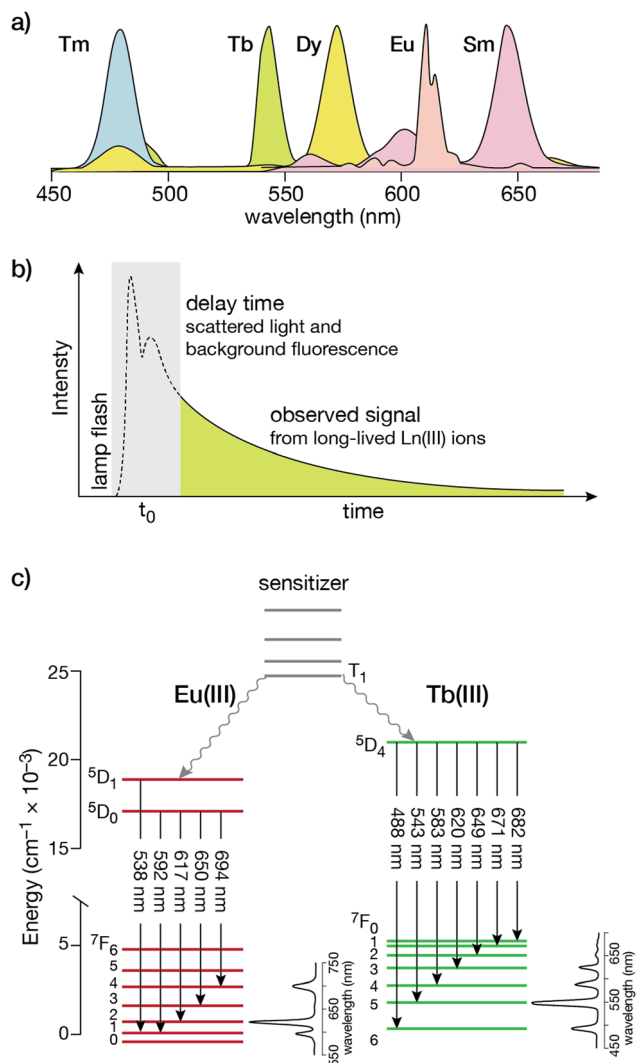 a)
Tm
Tb
Dy
Eu
Sm
450
500
550
600
650
wavelength (nm)
b)
Intensty
lamp flash
delay time
scattered light and
background fluorescence
observed signal
from long-lived Ln(III) ions
t₀
time
c)
sensitizer
T₁
Eu(III)
Tb(III)
Energy (cm⁻¹ × 10⁻³)
25
20
15
5
0
⁵D₁
⁵D₀
538 nm
592 nm
617 nm
650 nm
694 nm
⁷F₆
5
4
3
2
1
0
750
650
550
wavelength (nm)
⁵D₄
488 nm
543 nm
583 nm
620 nm
649 nm
671 nm
682 nm
⁷F₀
1
2
3
4
5
6
650
550
450
wavelength (nm)